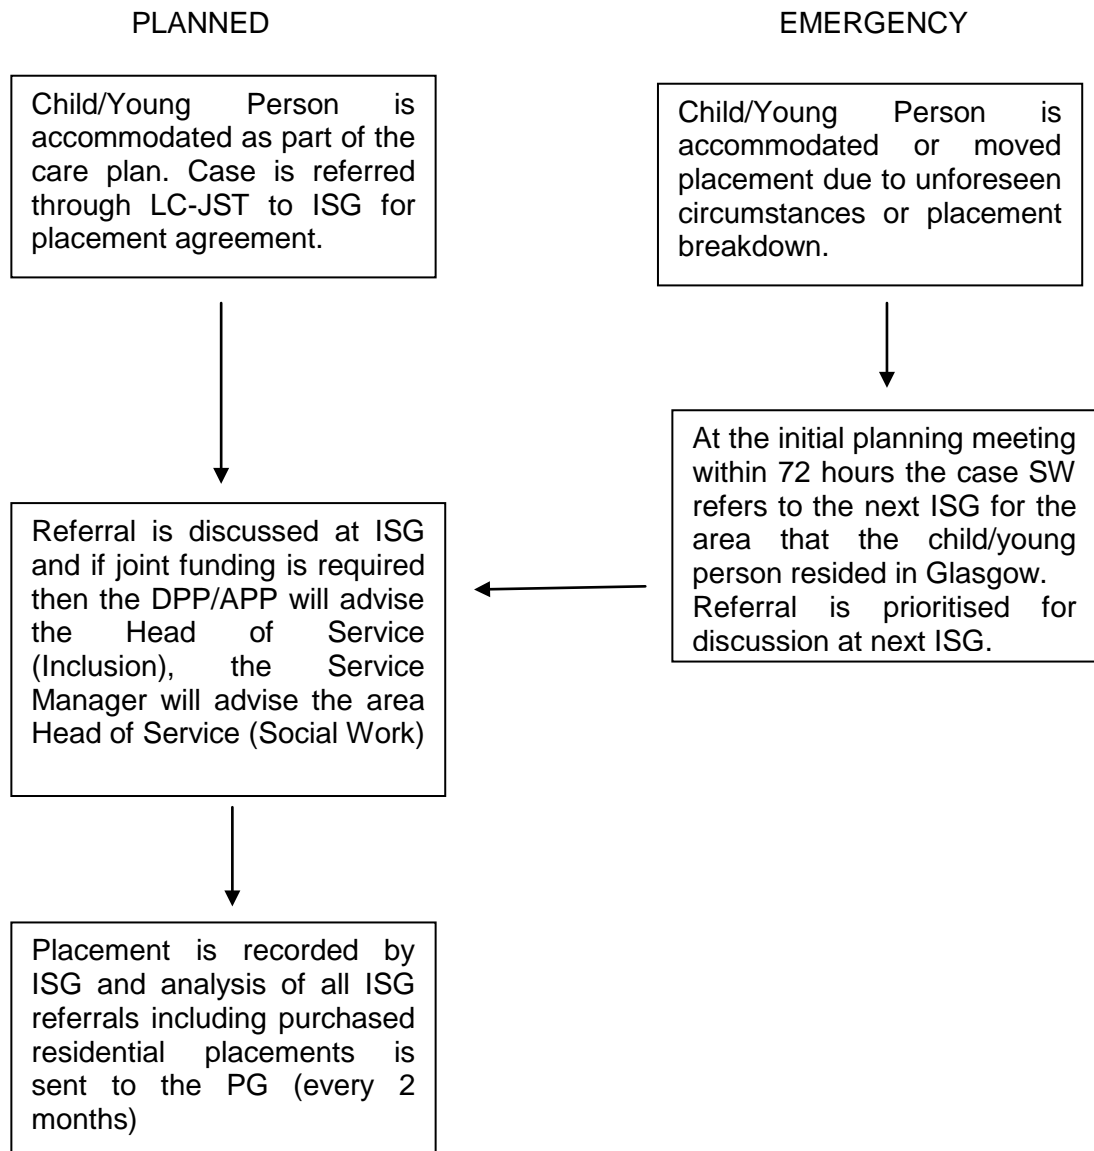 PLANNED
EMERGENCY
Child/Young Person is
accommodated as part of the
care plan. Case is referred
through LC-JST to ISG for
placement agreement.
Child/Young Person is
accommodated or moved
placement due to unforeseen
circumstances or placement
breakdown.
At the initial planning meeting
within 72 hours the case SW
refers to the next ISG for the
area that the child/young
person resided in Glasgow.
Referral is prioritised for
discussion at next ISG.
Referral is discussed at ISG
and if joint funding is required
then the DPP/APP will advise
the Head of Service
(Inclusion), the Service
Manager will advise the area
Head of Service (Social Work)
Placement is recorded by
ISG and analysis of all ISG
referrals including purchased
residential placements is
sent to the PG (every 2
months)